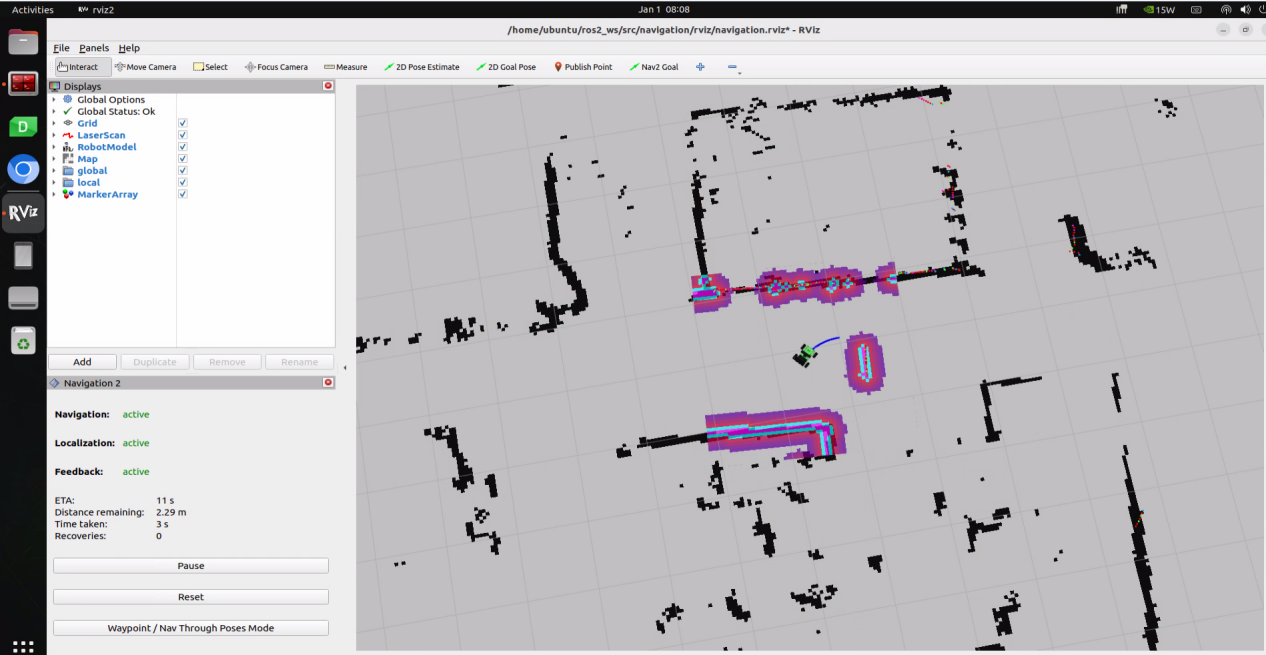 Activities
rviz2
Jan 1 08:08
15W
/home/ubuntu/ros2_ws/src/navigation/rviz/navigation.rviz* - RViz
File Panels Help
Interact Move Camera Select Focus Camera Measure 2D Pose Estimate 2D Goal Pose Publish Point Nav2 Goal
Displays
Global Options
Global Status: Ok
Grid
LaserScan
RobotModel
Map
global
local
MarkerArray
D
RViz
Add Duplicate Remove Rename
Navigation 2
Navigation: active
Localization: active
Feedback: active
ETA: 11 s
Distance remaining: 2.29 m
Time taken: 3 s
Recoveries: 0
Pause
Reset
Waypoint / Nav Through Poses Mode